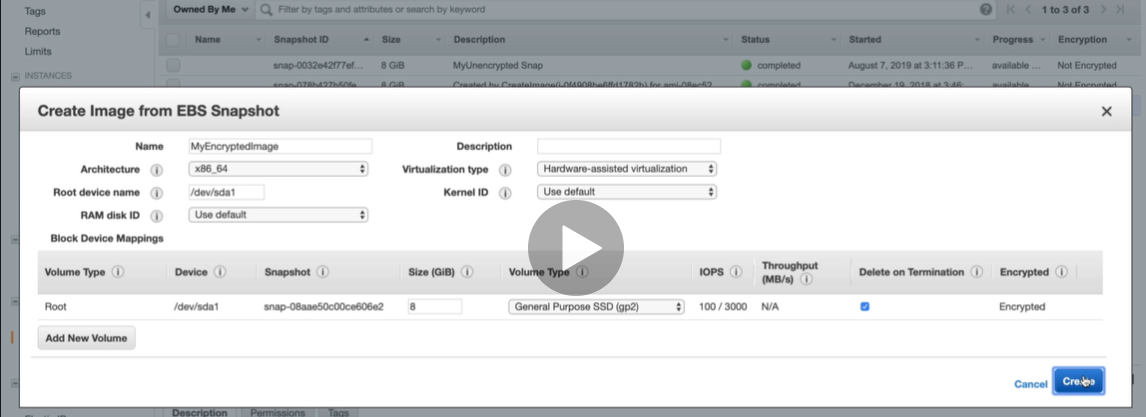 Tags
Reports
Limits
INSTANCES
Owned By Me Filter by tags and attributes or search by keyword 1 to 3 of 3
Name Snapshot ID Size Description Status Started Progress Encryption
snap-0032e42f77ef... 8 GiB MyUnencrypted Snap completed August 7, 2019 at 3:11:36 P... available ... Not Encrypted
8 GiB Created by for completed December 19, 2018 at 3:46: available Not Encrypted
Create Image from EBS Snapshot
Name MyEncryptedImage Description
Architecture x86_64 Virtualization type Hardware-assisted virtualization
Root device name /dev/sda1 Kernel ID Use default
RAM disk ID Use default
Block Device Mappings
Volume Type Device Snapshot Size (GiB) Volume Type IOPS Throughput (MB/s) Delete on Termination Encrypted
Root /dev/sda1 snap-08aae50c00ce606e2 8 General Purpose SSD (gp2) 100 / 3000 N/A Encrypted
Add New Volume
Cancel Create
Description Permissions Tags